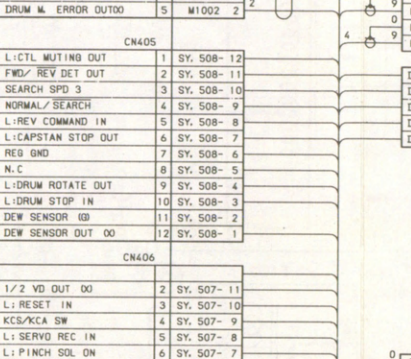 DRUM M. ERROR OUT(X) 5 M1002 2 2
9
0
4 9
CN405
L:CTL MUTING OUT 1 SY. 508- 12
FWD/ REV DET OUT 2 SY. 508- 11
SEARCH SPD 3 3 SY. 508- 10
NORMAL/ SEARCH 4 SY. 508- 9
L:REV COMMAND IN 5 SY. 508- 8
L:CAPSTAN STOP OUT 6 SY. 508- 7
REG GND 7 SY. 508- 6
N.C 8 SY. 508- 5
L:DRUM ROTATE OUT 9 SY. 508- 4
L:DRUM STOP IN 10 SY. 508- 3
DEW SENSOR (G) 11 SY. 508- 2
DEW SENSOR OUT (X) 12 SY. 508- 1
CN406
1/2 VD OUT (X) 2 SY. 507- 11
L: RESET IN 3 SY. 507- 10
KCS/KCA SW 4 SY. 507- 9
L: SERVO REC IN 5 SY. 507- 8
L: PINCH SOL ON 6 SY. 507- 7
0